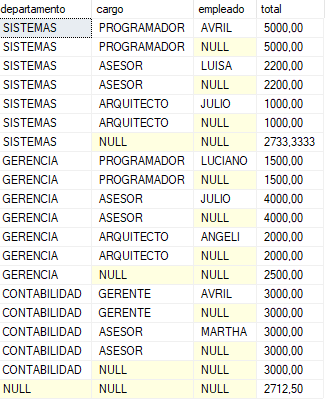 departamento cargo empleado total
SISTEMAS PROGRAMADOR AVRIL 5000,00
SISTEMAS PROGRAMADOR NULL 5000,00
SISTEMAS ASESOR LUISA 2200,00
SISTEMAS ASESOR NULL 2200,00
SISTEMAS ARQUITECTO JULIO 1000,00
SISTEMAS ARQUITECTO NULL 1000,00
SISTEMAS NULL NULL 2733,3333
GERENCIA PROGRAMADOR LUCIANO 1500,00
GERENCIA PROGRAMADOR NULL 1500,00
GERENCIA ASESOR JULIO 4000,00
GERENCIA ASESOR NULL 4000,00
GERENCIA ARQUITECTO ANGELI 2000,00
GERENCIA ARQUITECTO NULL 2000,00
GERENCIA NULL NULL 2500,00
CONTABILIDAD GERENTE AVRIL 3000,00
CONTABILIDAD GERENTE NULL 3000,00
CONTABILIDAD ASESOR MARTHA 3000,00
CONTABILIDAD ASESOR NULL 3000,00
CONTABILIDAD NULL NULL 3000,00
NULL NULL NULL 2712,50